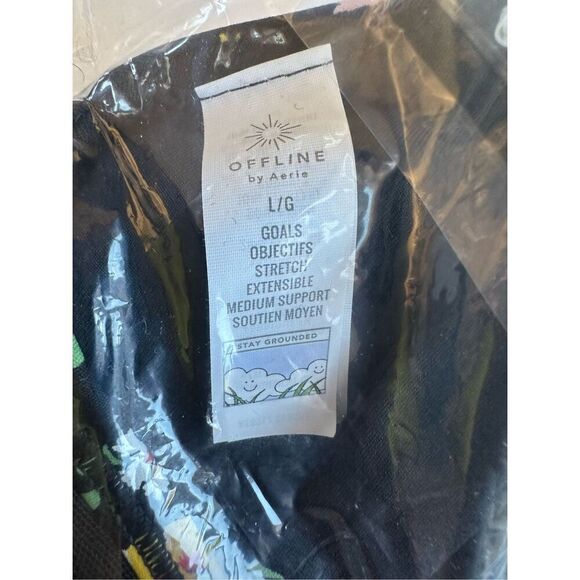 OFFLINE
by Aerie
L/G
GOALS
OBJECTIFS
STRETCH
EXTENSIBLE
MEDIUM SUPPORT
SOUTIEN MOYEN
STAY GROUNDED